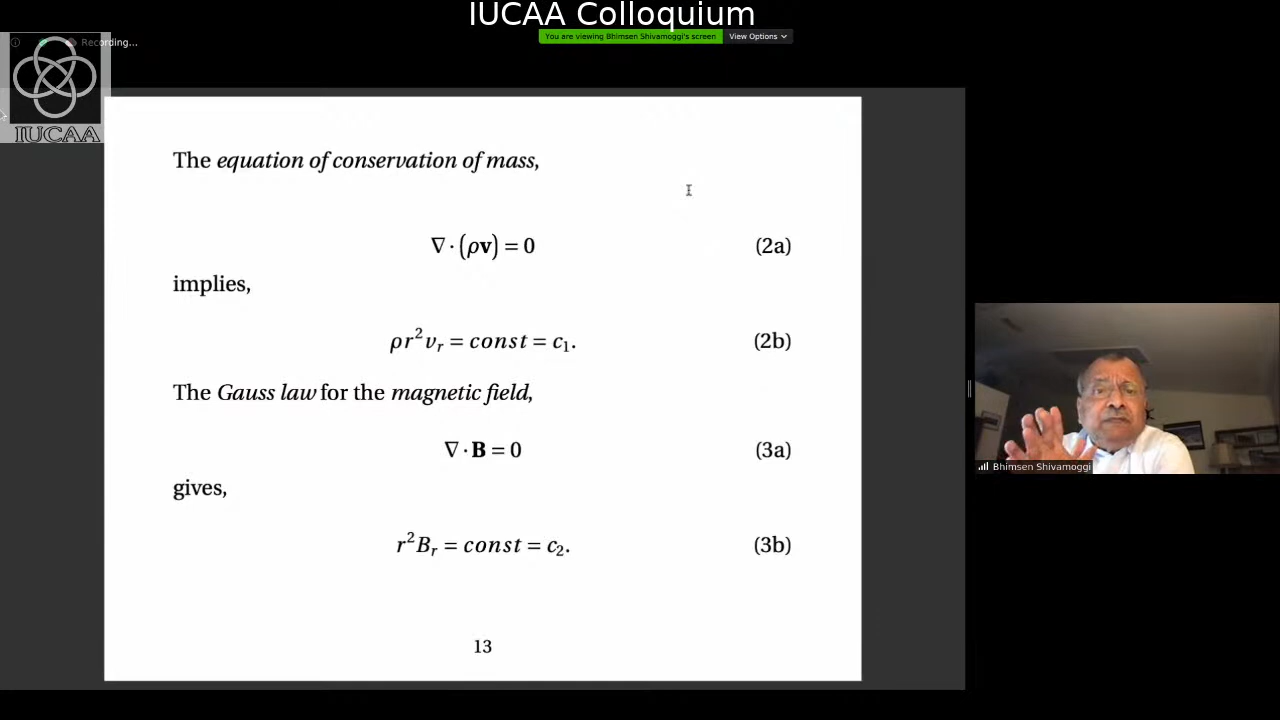 IUCAA Colloquium
You are viewing Bhimsen Shivamoggi's screen View Options
Recording...
IUCAA
The equation of conservation of mass,
∇ · (ρv) = 0 (2a)
implies,
ρr²vᵣ = const = c₁. (2b)
The Gauss law for the magnetic field,
∇ · B = 0 (3a)
gives,
r²Bᵣ = const = c₂. (3b)
13
Bhimsen Shivamoggi